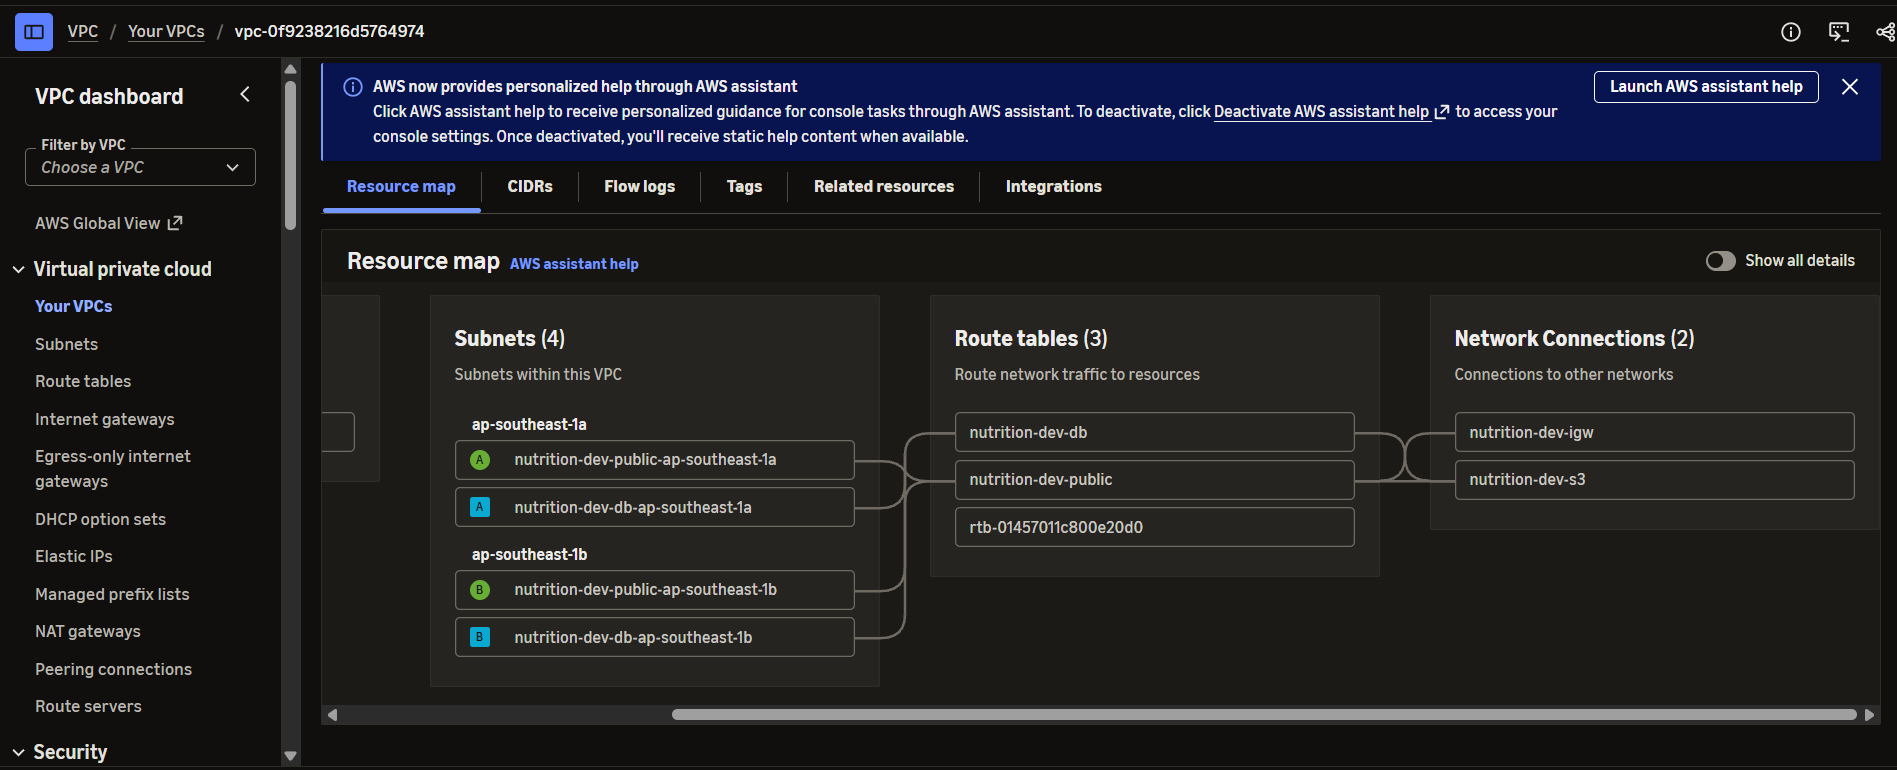 VPC / Your VPCs / vpc-0f9238216d5764974
VPC dashboard
Filter by VPC
Choose a VPC
AWS Global View
Virtual private cloud
Your VPCs
Subnets
Route tables
Internet gateways
Egress-only internet
gateways
DHCP option sets
Elastic IPs
Managed prefix lists
NAT gateways
Peering connections
Route servers
Security
AWS now provides personalized help through AWS assistant
Click AWS assistant help to receive personalized guidance for console tasks through AWS assistant. To deactivate, click Deactivate AWS assistant help to access your
console settings. Once deactivated, you'll receive static help content when available.
Launch AWS assistant help
Resource map
CIDRs
Flow logs
Tags
Related resources
Integrations
Resource map AWS assistant help
Show all details
Subnets (4)
Subnets within this VPC
ap-southeast-1a
A nutrition-dev-public-ap-southeast-1a
A nutrition-dev-db-ap-southeast-1a
ap-southeast-1b
B nutrition-dev-public-ap-southeast-1b
B nutrition-dev-db-ap-southeast-1b
Route tables (3)
Route network traffic to resources
nutrition-dev-db
nutrition-dev-public
rtb-01457011c800e20d0
Network Connections (2)
Connections to other networks
nutrition-dev-igw
nutrition-dev-s3